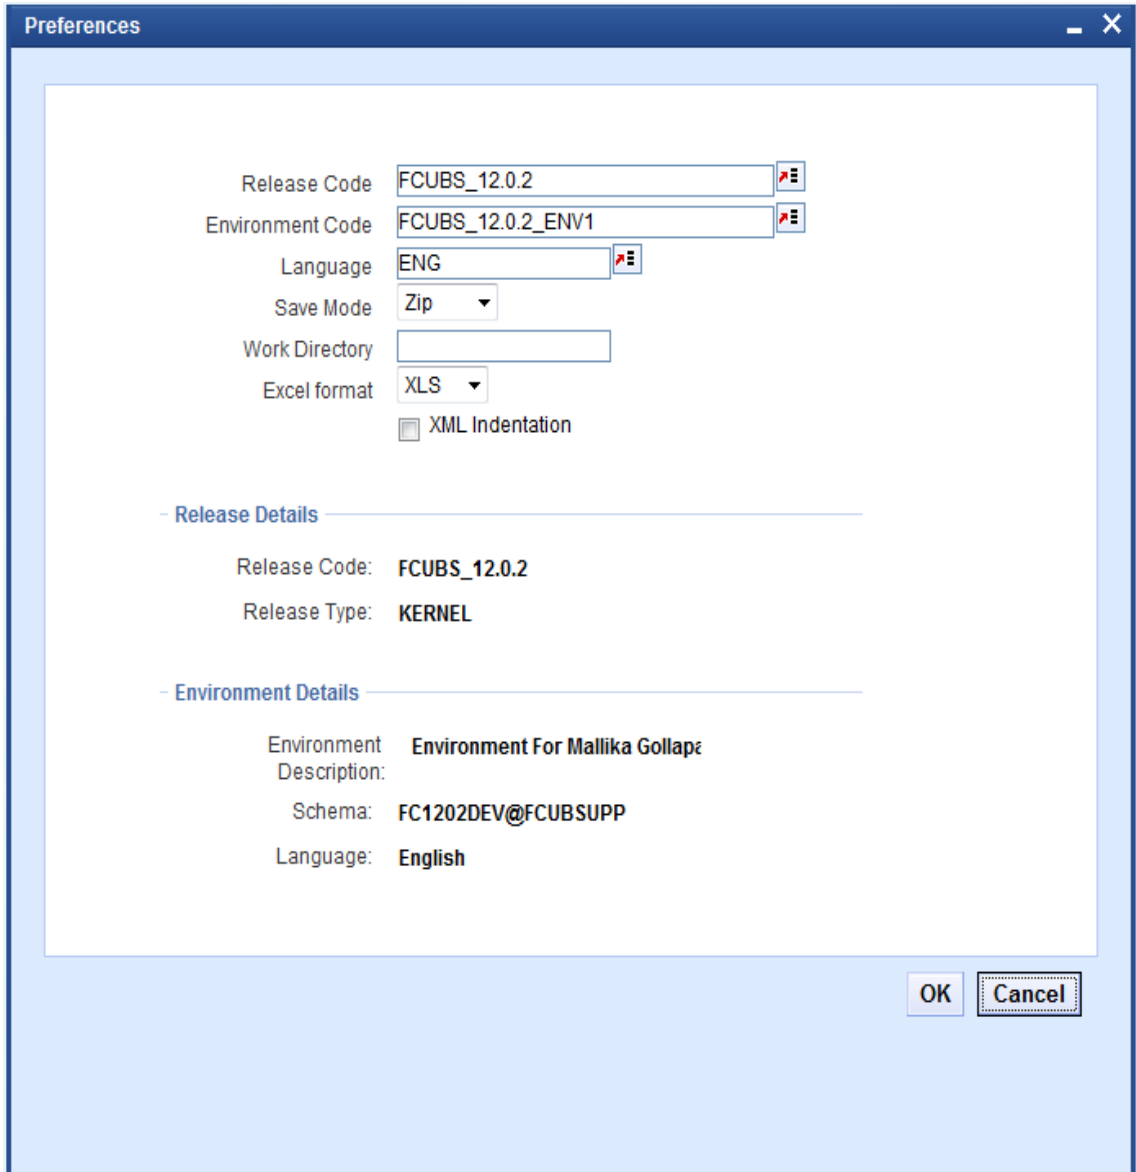 Preferences
Release Code FCUBS_12.0.2
Environment Code FCUBS_12.0.2_ENV1
Language ENG
Save Mode Zip
Work Directory
Excel format XLS
XML Indentation
Release Details
Release Code: FCUBS_12.0.2
Release Type: KERNEL
Environment Details
Environment Environment For Mallika
Description:
Schema: FC1202DEV@FCUBSUPP
Language: English
OK Cancel